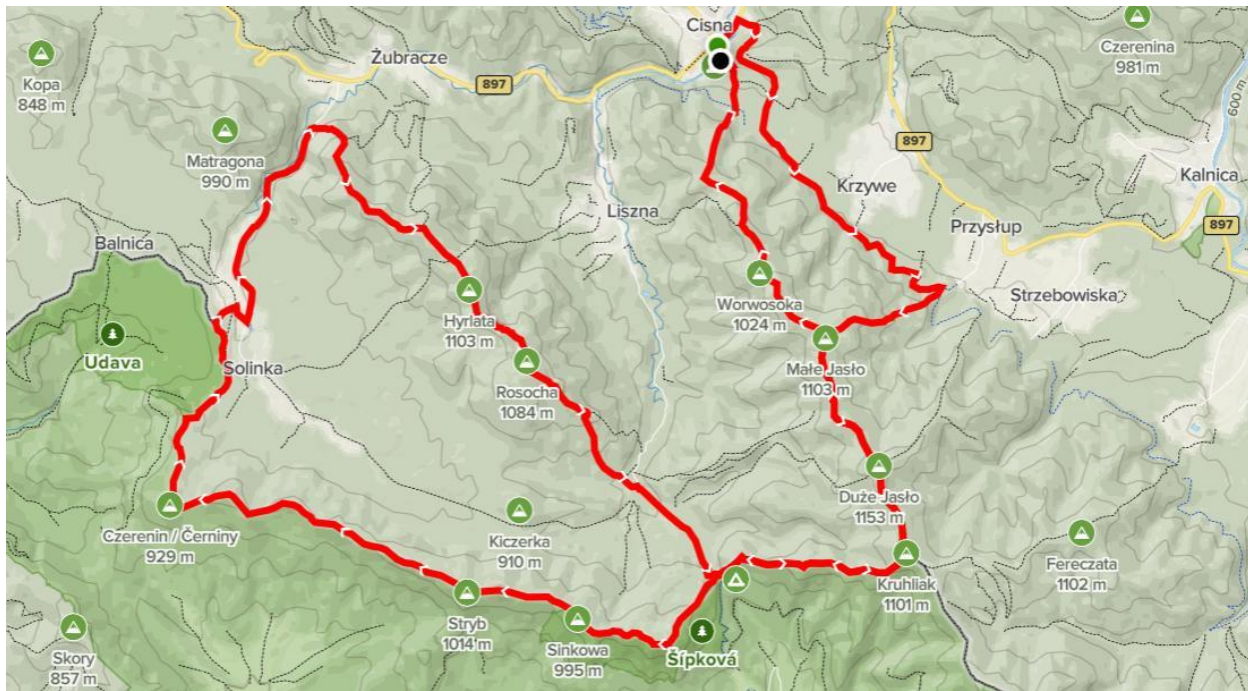 Cisna
Żubracze
897
Kopa
848 m
Czerenina
981 m
600 m
897
Matragona
990 m
Krzywe
Kalnica
Liszna
Przysłup
897
Balnica
Worwosoka
1024 m
Strzebowiska
Hyrlata
1103 m
Udava
Solinka
Małe Jasło
1103 m
Rosocha
1084 m
Duże Jasło
1153 m
Czerenin / Černiny
929 m
Kiczerka
910 m
Fereczata
1102 m
Kruhliak
1101 m
Stryb
1014 m
Sinkowa
995 m
Šípková
Skory
857 m